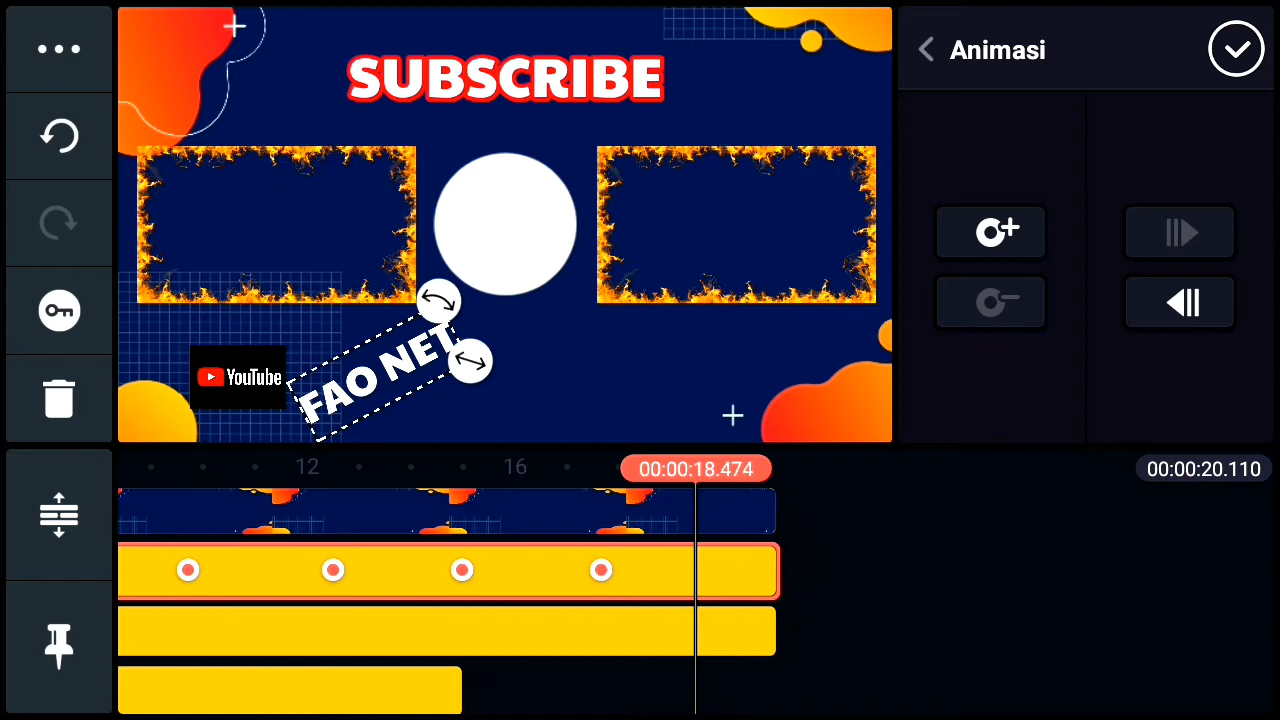 Animasi
SUBSCRIBE
YouTube
FAO NET
12
16
00:00:18.474
00:00:20.110